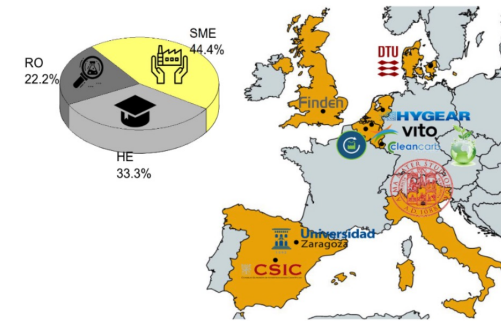 SME
44.4%
RO
22.2%
HE
33.3%
DTU
Finden
HYGEAR
vito
Cleancarb
Universidad
Zaragoza
CSIC